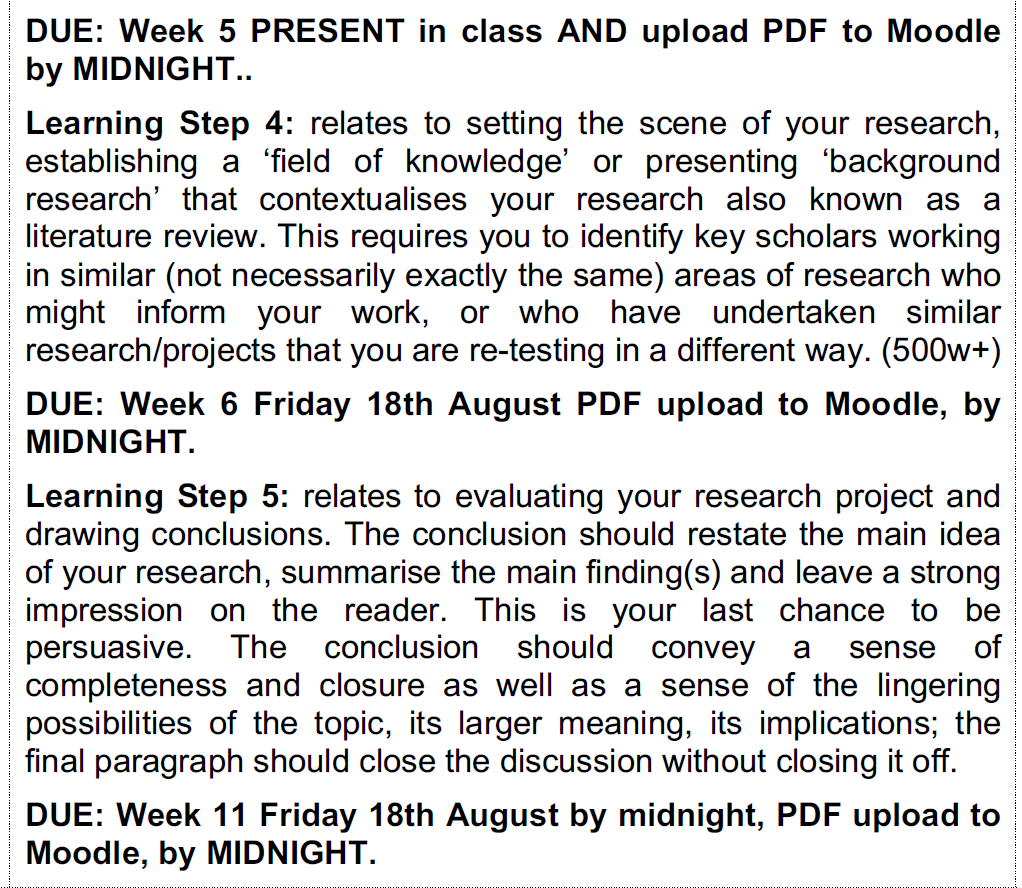 DUE: Week 5 PRESENT in class AND upload PDF to Moodle
by MIDNIGHT..
Learning Step 4: relates to setting the scene of your research,
establishing a ‘field of knowledge’ or presenting ‘background
research’ that contextualises your research also known as a
literature review. This requires you to identify key scholars working
in similar (not necessarily exactly the same) areas of research who
might inform your work, or who have undertaken similar
research/projects that you are re-testing in a different way. (500w+)
DUE: Week 6 Friday 18th August PDF upload to Moodle, by
MIDNIGHT.
Learning Step 5: relates to evaluating your research project and
drawing conclusions. The conclusion should restate the main idea
of your research, summarise the main finding(s) and leave a strong
impression on the reader. This is your last chance to be
persuasive. The conclusion should convey a sense of
completeness and closure as well as a sense of the lingering
possibilities of the topic, its larger meaning, its implications; the
final paragraph should close the discussion without closing it off.
DUE: Week 11 Friday 18th August by midnight, PDF upload to
Moodle, by MIDNIGHT.